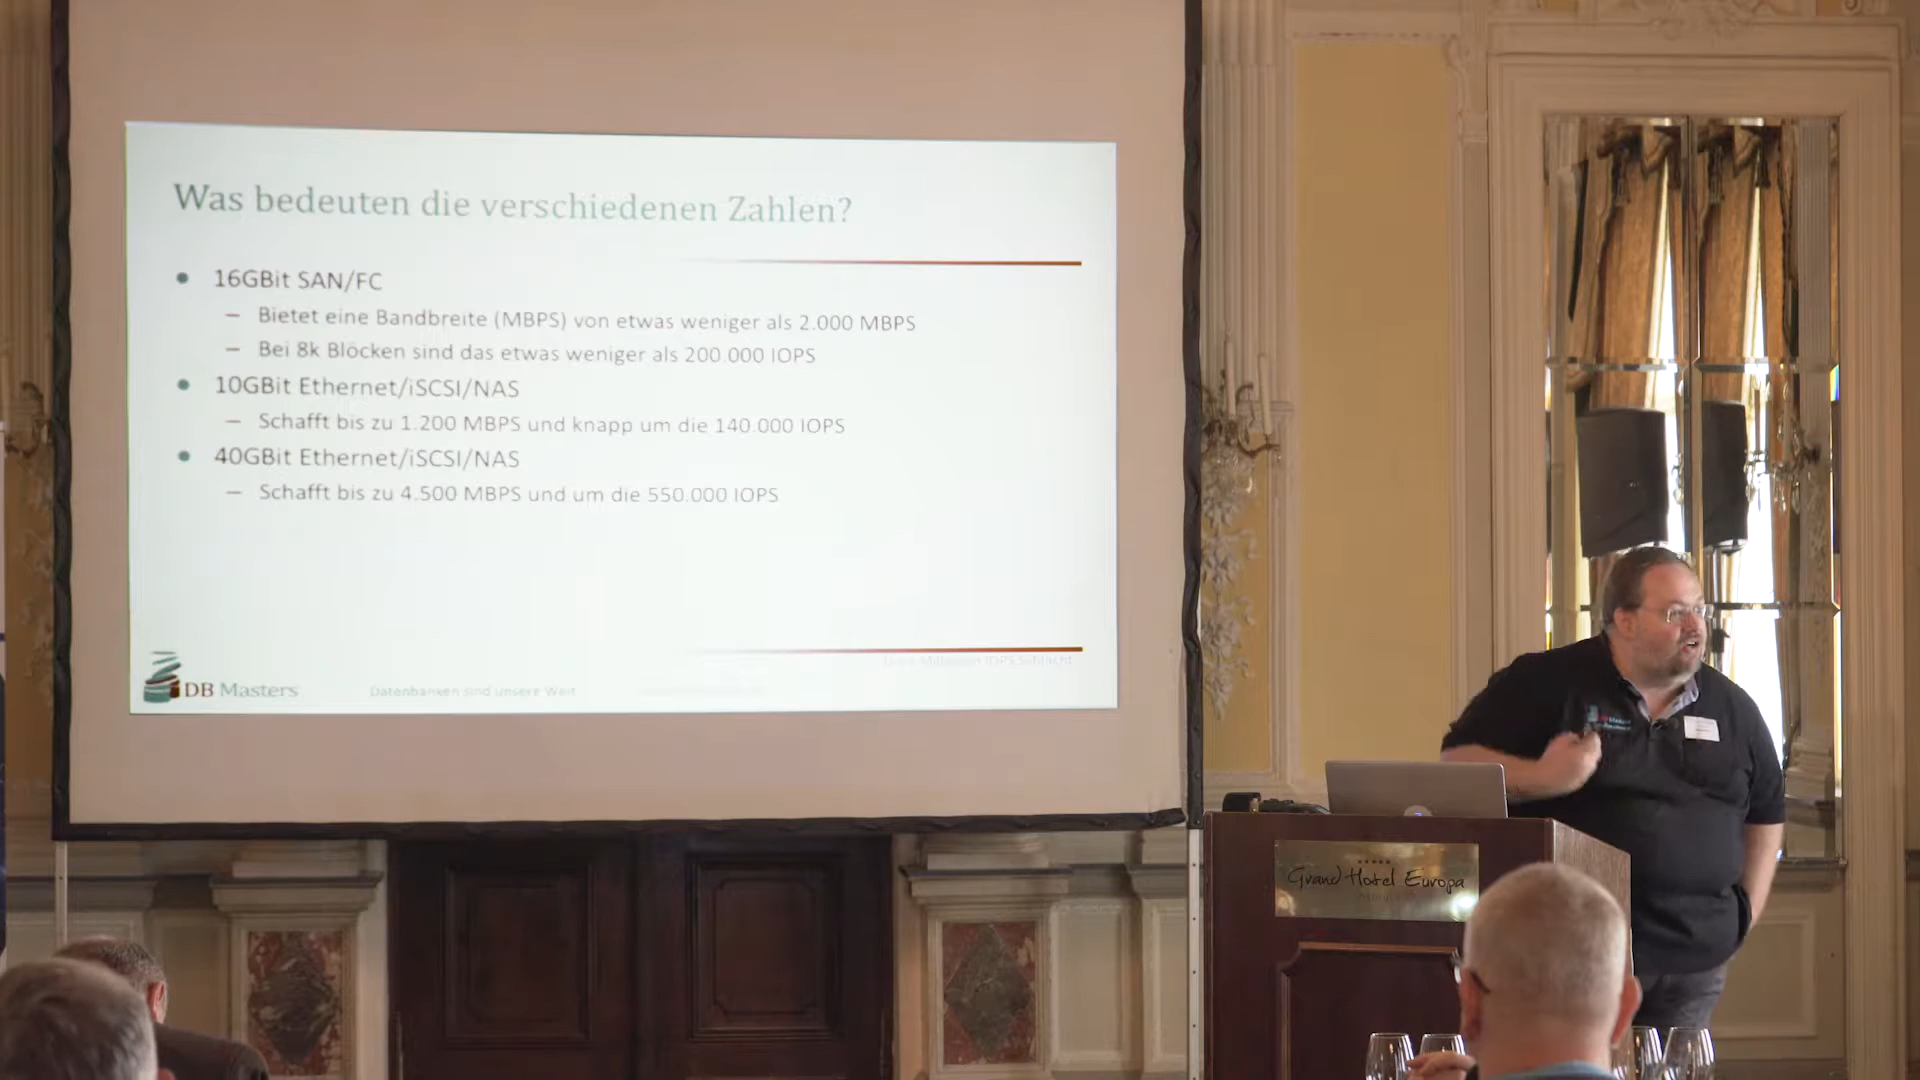 Was bedeuten die verschiedenen Zahlen?
• 16GBit SAN/FC
– Bietet eine Bandbreite (MBPS) von etwas weniger als 2.000 MBPS
– Bei 8k Blöcken sind das etwas weniger als 200.000 IOPS
• 10GBit Ethernet/iSCSI/NAS
– Schafft bis zu 1.200 MBPS und knapp um die 140.000 IOPS
• 40GBit Ethernet/iSCSI/NAS
– Schafft bis zu 4.500 MBPS und um die 550.000 IOPS
IOPS Schlacht
DB Masters
Datenbanken sind unsere Welt
Grand Hotel Europa